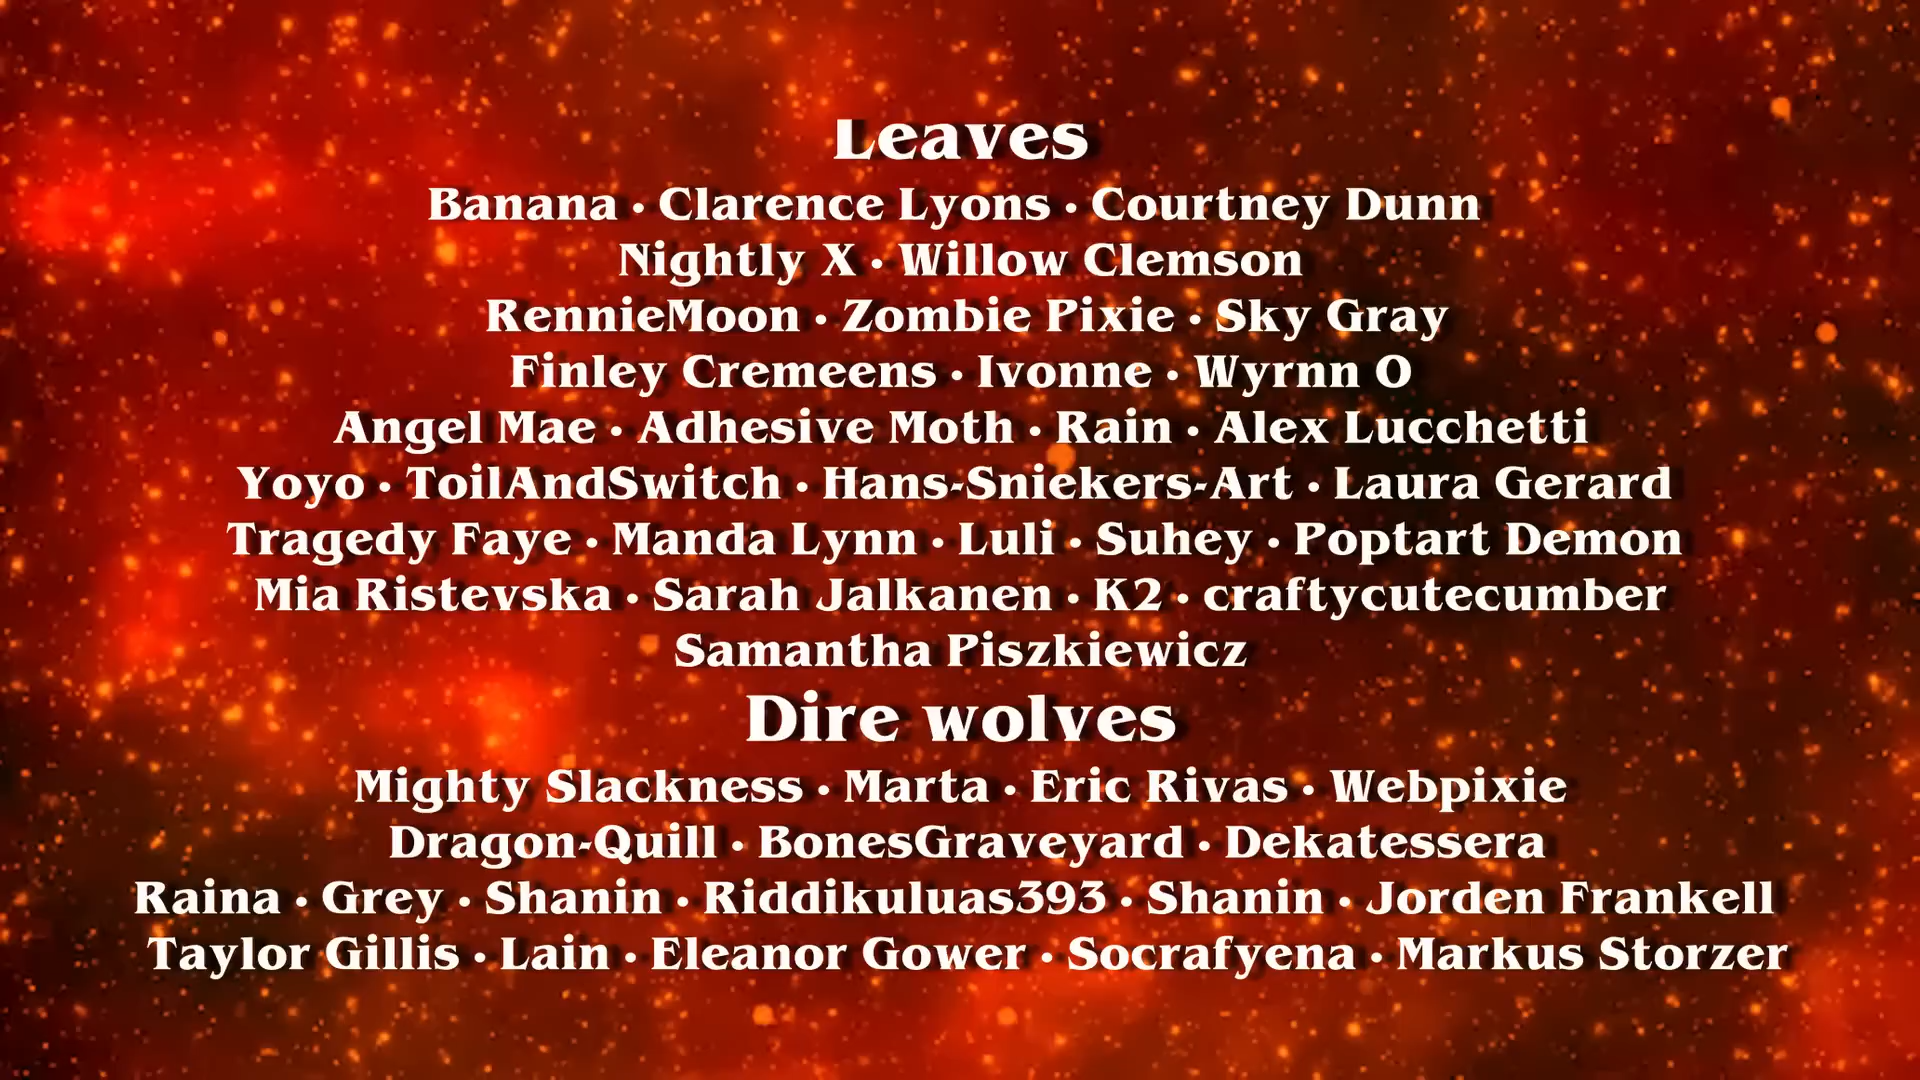 Leaves
Banana • Clarence Lyons • Courtney Dunn
Nightly X • Willow Clemson
RennieMoon • Zombie Pixie • Sky Gray
Finley Cremeens • Ivonne • Wyrnn O
Angel Mae • Adhesive Moth • Rain • Alex Lucchetti
Yoyo • ToilAndSwitch • Hans-Sniekers-Art • Laura Gerard
Tragedy Faye • Manda Lynn • Luli • Suhey • Poptart Demon
Mia Ristevska • Sarah Jalkanen • K2 • craftycutecumber
Samantha Piszkiewicz
Dire wolves
Mighty Slackness • Marta • Eric Rivas • Webpixie
Dragon-Quill • BonesGraveyard • Dekatessera
Raina • Grey • Shanin • Riddikuluas393 • Shanin • Jorden Frankell
Taylor Gillis • Lain • Eleanor Gower • Socrafyena • Markus Storzer